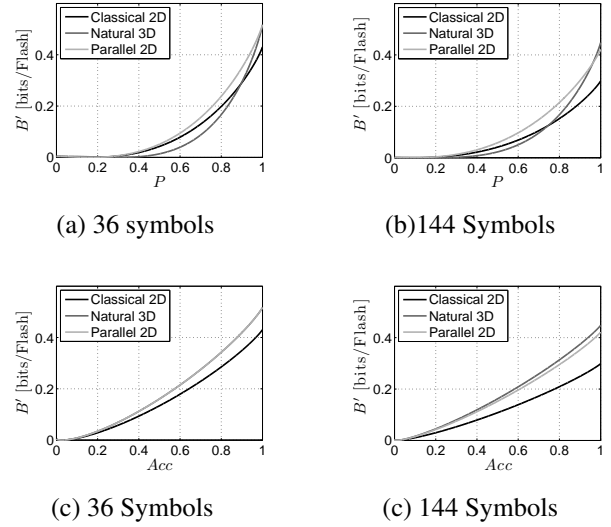 Classical 2D
Natural 3D
Parallel 2D
B′ [bits/Flash]
0.4
0.2
0
0 0.2 0.4 0.6 0.8 1
P
(a) 36 symbols
Classical 2D
Natural 3D
Parallel 2D
B′ [bits/Flash]
0.4
0.2
0
0 0.2 0.4 0.6 0.8 1
P
(b)144 Symbols
Classical 2D
Natural 3D
Parallel 2D
B′ [bits/Flash]
0.4
0.2
0
0 0.2 0.4 0.6 0.8 1
Acc
(c) 36 Symbols
Classical 2D
Natural 3D
Parallel 2D
B′ [bits/Flash]
0.4
0.2
0
0 0.2 0.4 0.6 0.8 1
Acc
(c) 144 Symbols